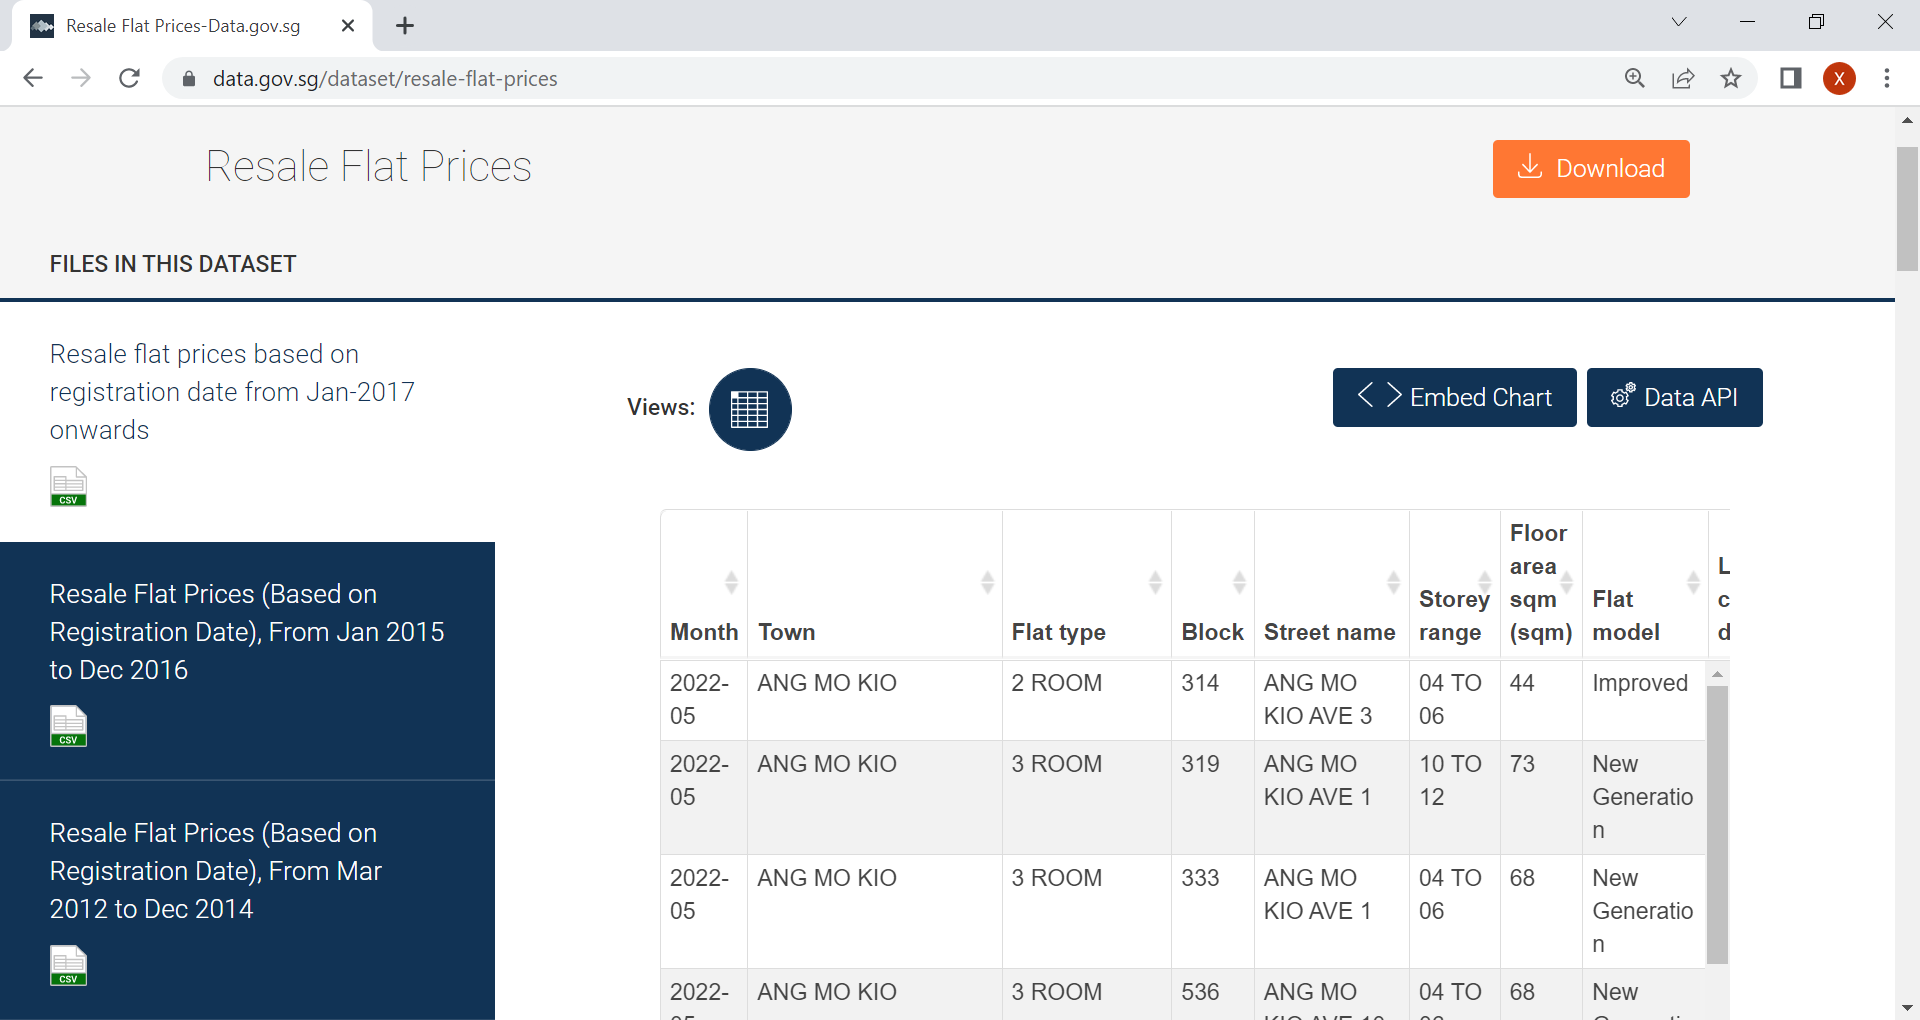 Resale Flat Prices-Data.gov.sg
data.gov.sg/dataset/resale-flat-prices
X
Resale Flat Prices
Download
FILES IN THIS DATASET
Resale flat prices based on
registration date from Jan-2017
onwards
CSV
Resale Flat Prices (Based on
Registration Date), From Jan 2015
to Dec 2016
CSV
Resale Flat Prices (Based on
Registration Date), From Mar
2012 to Dec 2014
CSV
Views:
< > Embed Chart
Data API
Month
Town
Flat type
Block
Street name
Storey
range
Floor
area
sqm
(sqm)
Flat
model
L
c
d
2022-
05
ANG MO KIO
2 ROOM
314
ANG MO
KIO AVE 3
04 TO
06
44
Improved
2022-
05
ANG MO KIO
3 ROOM
319
ANG MO
KIO AVE 1
10 TO
12
73
New
Generatio
n
2022-
05
ANG MO KIO
3 ROOM
333
ANG MO
KIO AVE 1
04 TO
06
68
New
Generatio
n
2022-
ANG MO KIO
3 ROOM
536
ANG MO
04 TO
68
New